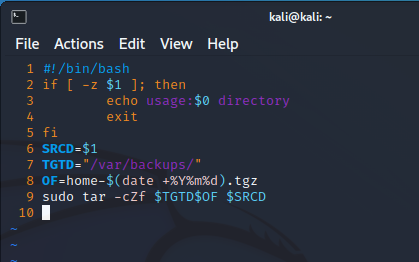 kali@kali: ~
File Actions Edit View Help
1 #!/bin/bash
2 if [ -z $1 ]; then
3         echo usage:$0 directory
4         exit
5 fi
6 SRCD=$1
7 TGTD="/var/backups/"
8 OF=home-$(date +%Y%m%d).tgz
9 sudo tar -cZf $TGTD$OF $SRCD
10
~
~
~